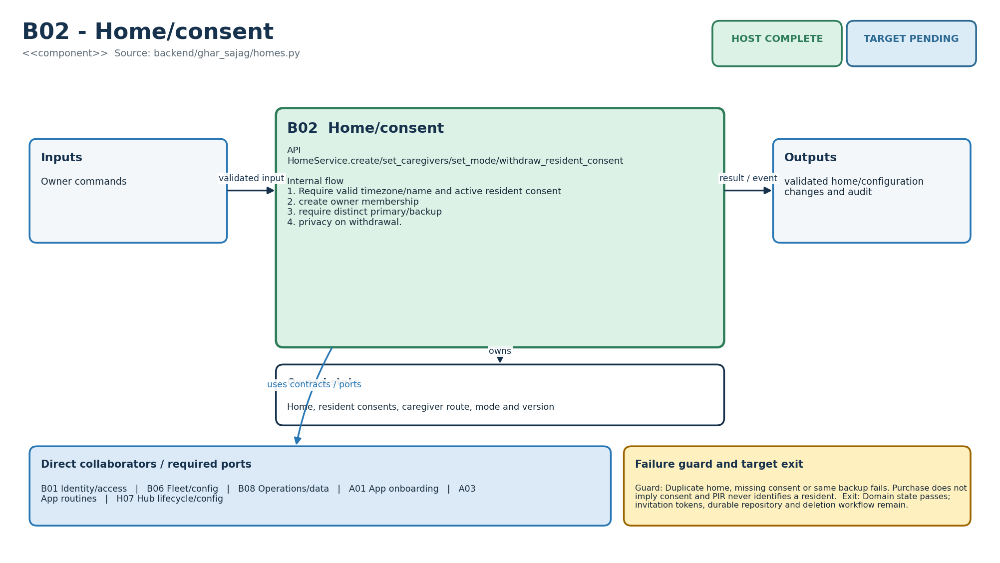 B02 - Home/consent
<<component>>  Source: backend/ghar_sajag/homes.py
HOST COMPLETE
TARGET PENDING
Inputs
Owner commands
validated input
B02  Home/consent
API
HomeService.create/set_caregivers/set_mode/withdraw_resident_consent
Internal flow
1. Require valid timezone/name and active resident consent
2. create owner membership
3. require distinct primary/backup
4. privacy on withdrawal.
result / event
Outputs
validated home/configuration
changes and audit
owns
uses contracts / ports
Home, resident consents, caregiver route, mode and version
Direct collaborators / required ports
B01 Identity/access   |   B06 Fleet/config   |   B08 Operations/data   |   A01 App onboarding   |   A03
App routines   |   H07 Hub lifecycle/config
Failure guard and target exit
Guard: Duplicate home, missing consent or same backup fails. Purchase does not
imply consent and PIR never identifies a resident.  Exit: Domain state passes;
invitation tokens, durable repository and deletion workflow remain.